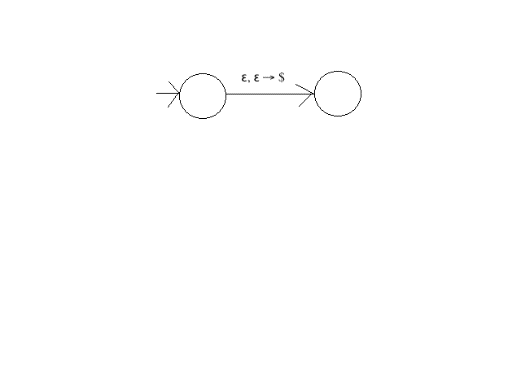 ε, ε → $